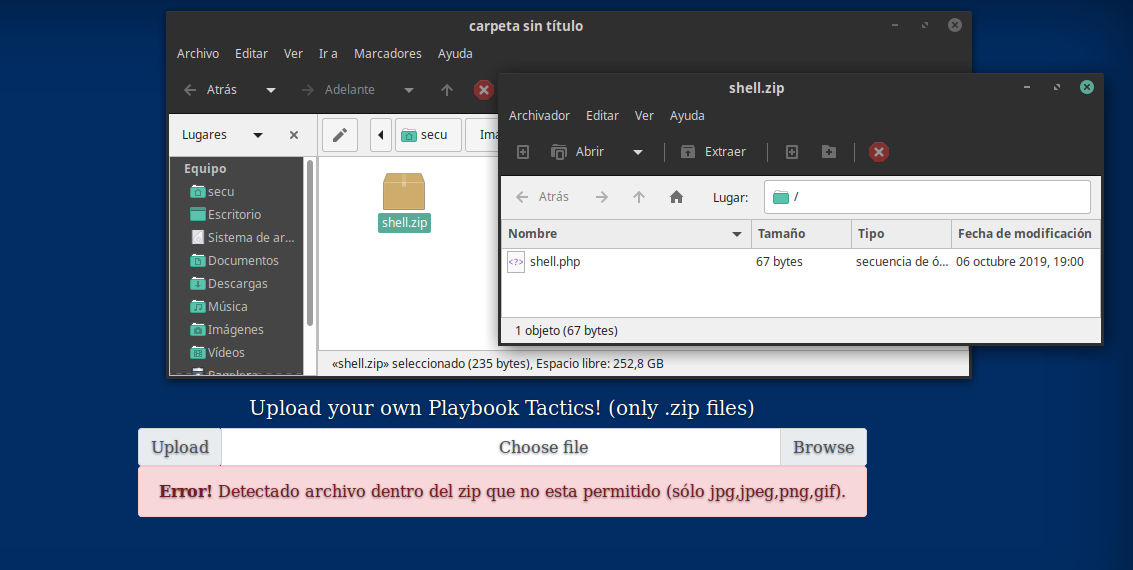 carpeta sin título
Archivo Editar Ver Ir a Marcadores Ayuda
Atrás Adelante
Lugares secu
Equipo
secu
Escritorio
Sistema de ar...
Documentos
Descargas
Música
Imágenes
Vídeos
shell.zip
«shell.zip» seleccionado (235 bytes), Espacio libre: 252,8 GB
shell.zip
Archivador Editar Ver Ayuda
Abrir Extraer
Atrás Lugar: /
Nombre Tamaño Tipo Fecha de modificación
<?> shell.php 67 bytes secuencia de ó... 06 octubre 2019, 19:00
1 objeto (67 bytes)
Upload your own Playbook Tactics! (only .zip files)
Upload Choose file Browse
Error! Detectado archivo dentro del zip que no esta permitido (sólo jpg,jpeg,png,gif).